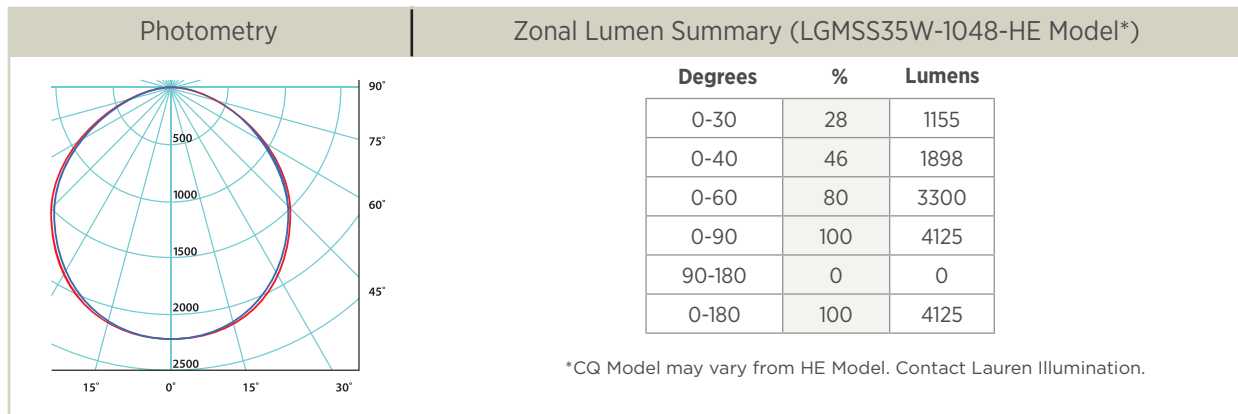 Photometry
Zonal Lumen Summary (LGMSS35W-1048-HE Model*)
90°
75°
60°
45°
500
1000
1500
2000
2500
15° 0° 15° 30°
Degrees % Lumens
0-30 28 1155
0-40 46 1898
0-60 80 3300
0-90 100 4125
90-180 0 0
0-180 100 4125
*CQ Model may vary from HE Model. Contact Lauren Illumination.